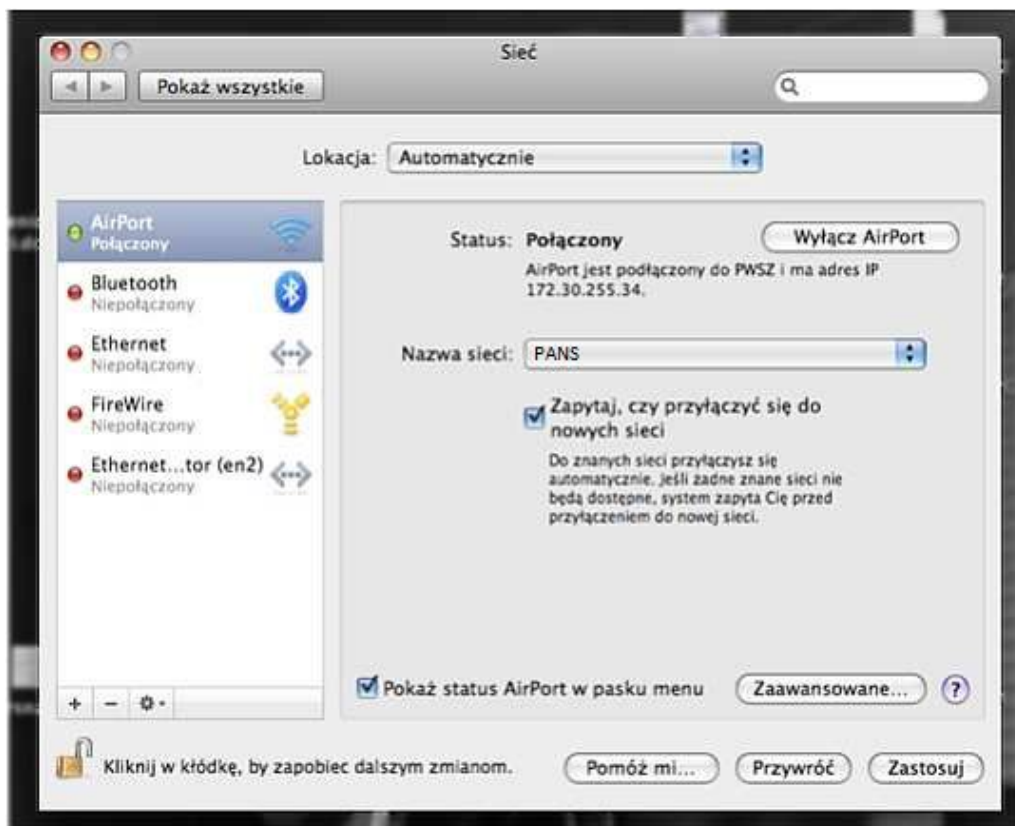 Sieć
Pokaż wszystkie
Lokacja: Automatycznie
AirPort
Połączony
Bluetooth
Niepołączony
Ethernet
Niepołączony
FireWire
Niepołączony
Ethernet...tor (en2)
Niepołączony
Status: Połączony
Wyłącz AirPort
AirPort jest podłączony do PWSZ i ma adres IP
172.30.255.34.
Nazwa sieci: PANS
Zapytaj, czy przyłączyć się do
nowych sieci
Do znanych sieci przyłączysz się
automatycznie. Jeśli żadne znane sieci nie
będą dostępne, system zapyta Cię przed
przyłączeniem do nowej sieci.
Pokaż status AirPort w pasku menu
Zaawansowane...
?
Kliknij w kłódkę, by zapobiec dalszym zmianom.
Pomóż mi...
Przywróć
Zastosuj